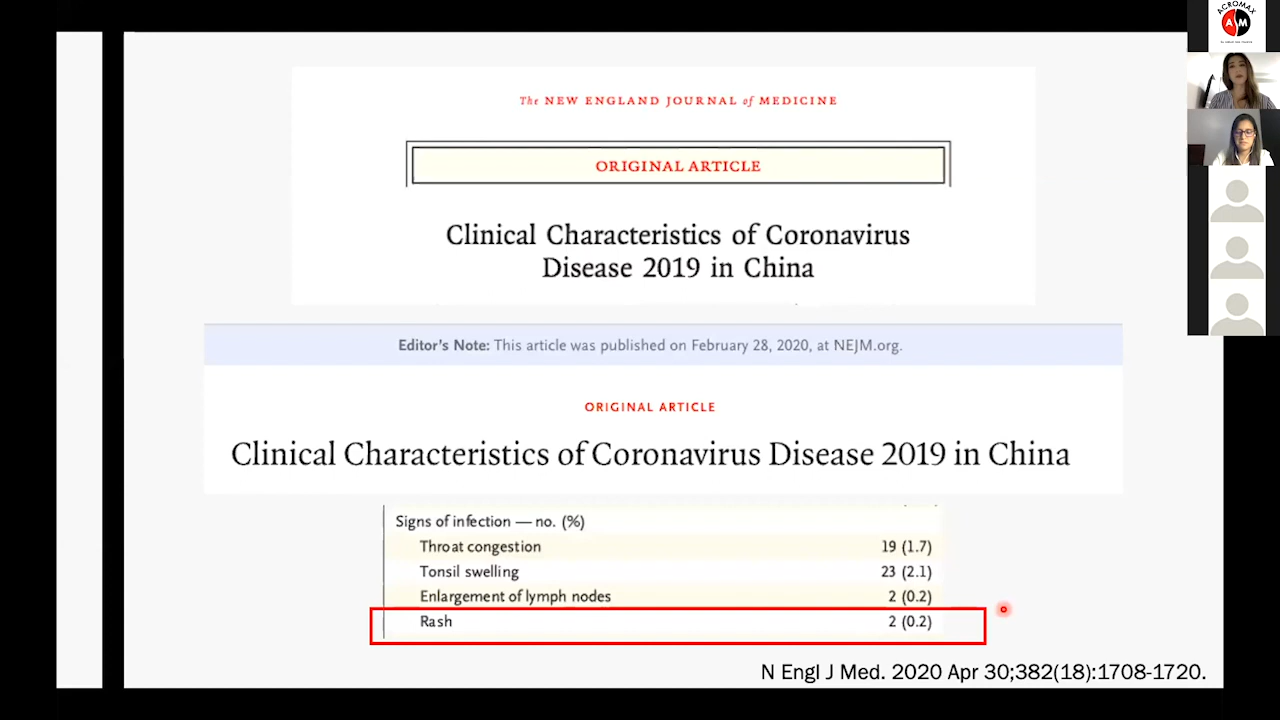 The NEW ENGLAND JOURNAL of MEDICINE
ORIGINAL ARTICLE
Clinical Characteristics of Coronavirus
Disease 2019 in China
Editor's Note: This article was published on February 28, 2020, at NEJM.org.
ORIGINAL ARTICLE
Clinical Characteristics of Coronavirus Disease 2019 in China
Signs of infection — no. (%)
Throat congestion 19 (1.7)
Tonsil swelling 23 (2.1)
Enlargement of lymph nodes 2 (0.2)
Rash 2 (0.2)
N Engl J Med. 2020 Apr 30;382(18):1708-1720.
ACROMAX
AM